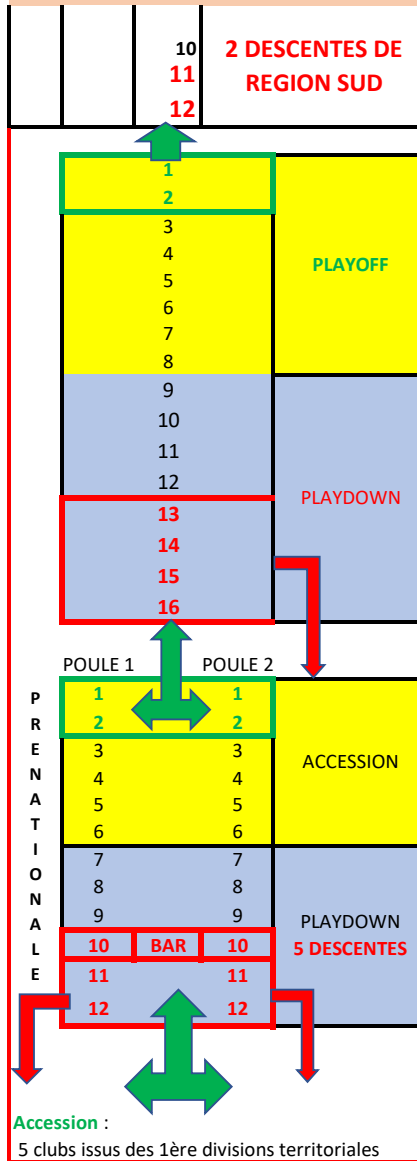 10
11
12
2 DESCENTES DE
REGION SUD
1
2
3
4
5
6
7
8
PLAYOFF
9
10
11
12
13
14
15
16
PLAYDOWN
POULE 1 POULE 2
P
R
E
N
A
T
I
O
N
A
L
E
1 1
2 2
3 3
4 4
5 5
6 6
ACCESSION
7 7
8 8
9 9
10 BAR 10
11 11
12 12
PLAYDOWN
5 DESCENTES
Accession :
5 clubs issus des 1ère divisions territoriales